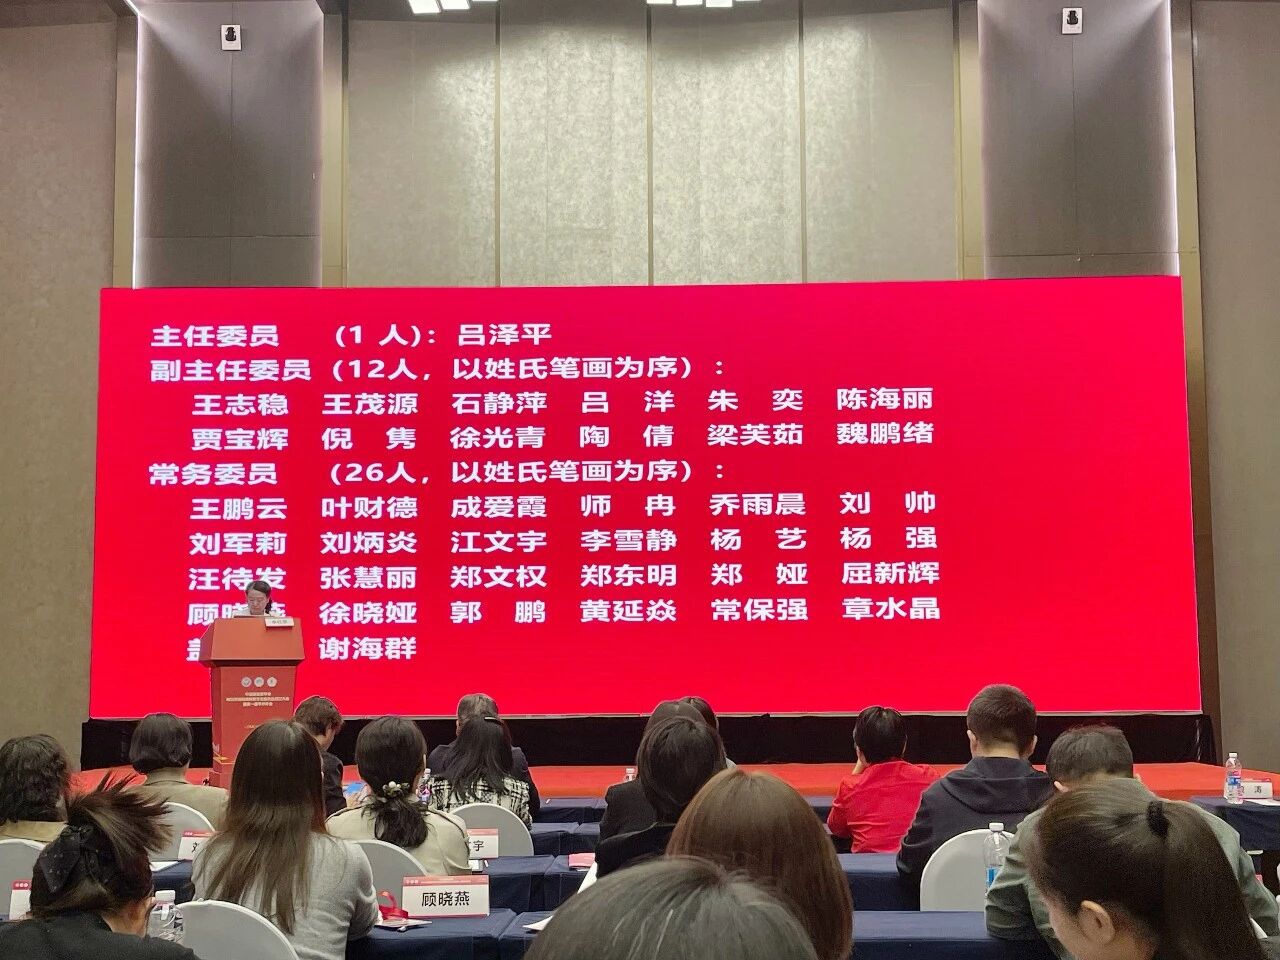 主任委员 (1 人)：吕泽平
副主任委员（12人，以姓氏笔画为序）：
王志稳 王茂源 石静萍 吕 洋 朱 奕 陈海丽
贾宝辉 倪 隽 徐光青 陶 倩 梁芙茹 魏鹏绪
常务委员 （26人，以姓氏笔画为序）：
王鹏云 叶财德 成爱霞 师 冉 乔雨晨 刘 帅
刘军莉 刘炳炎 江文宇 李雪静 杨 艺 杨 强
汪待发 张慧丽 郑文权 郑东明 郑 娅 屈新辉
顾晓燕 徐晓娅 郭 鹏 黄延焱 常保强 章水晶
谢海群
刘
宇
涛
顾晓燕